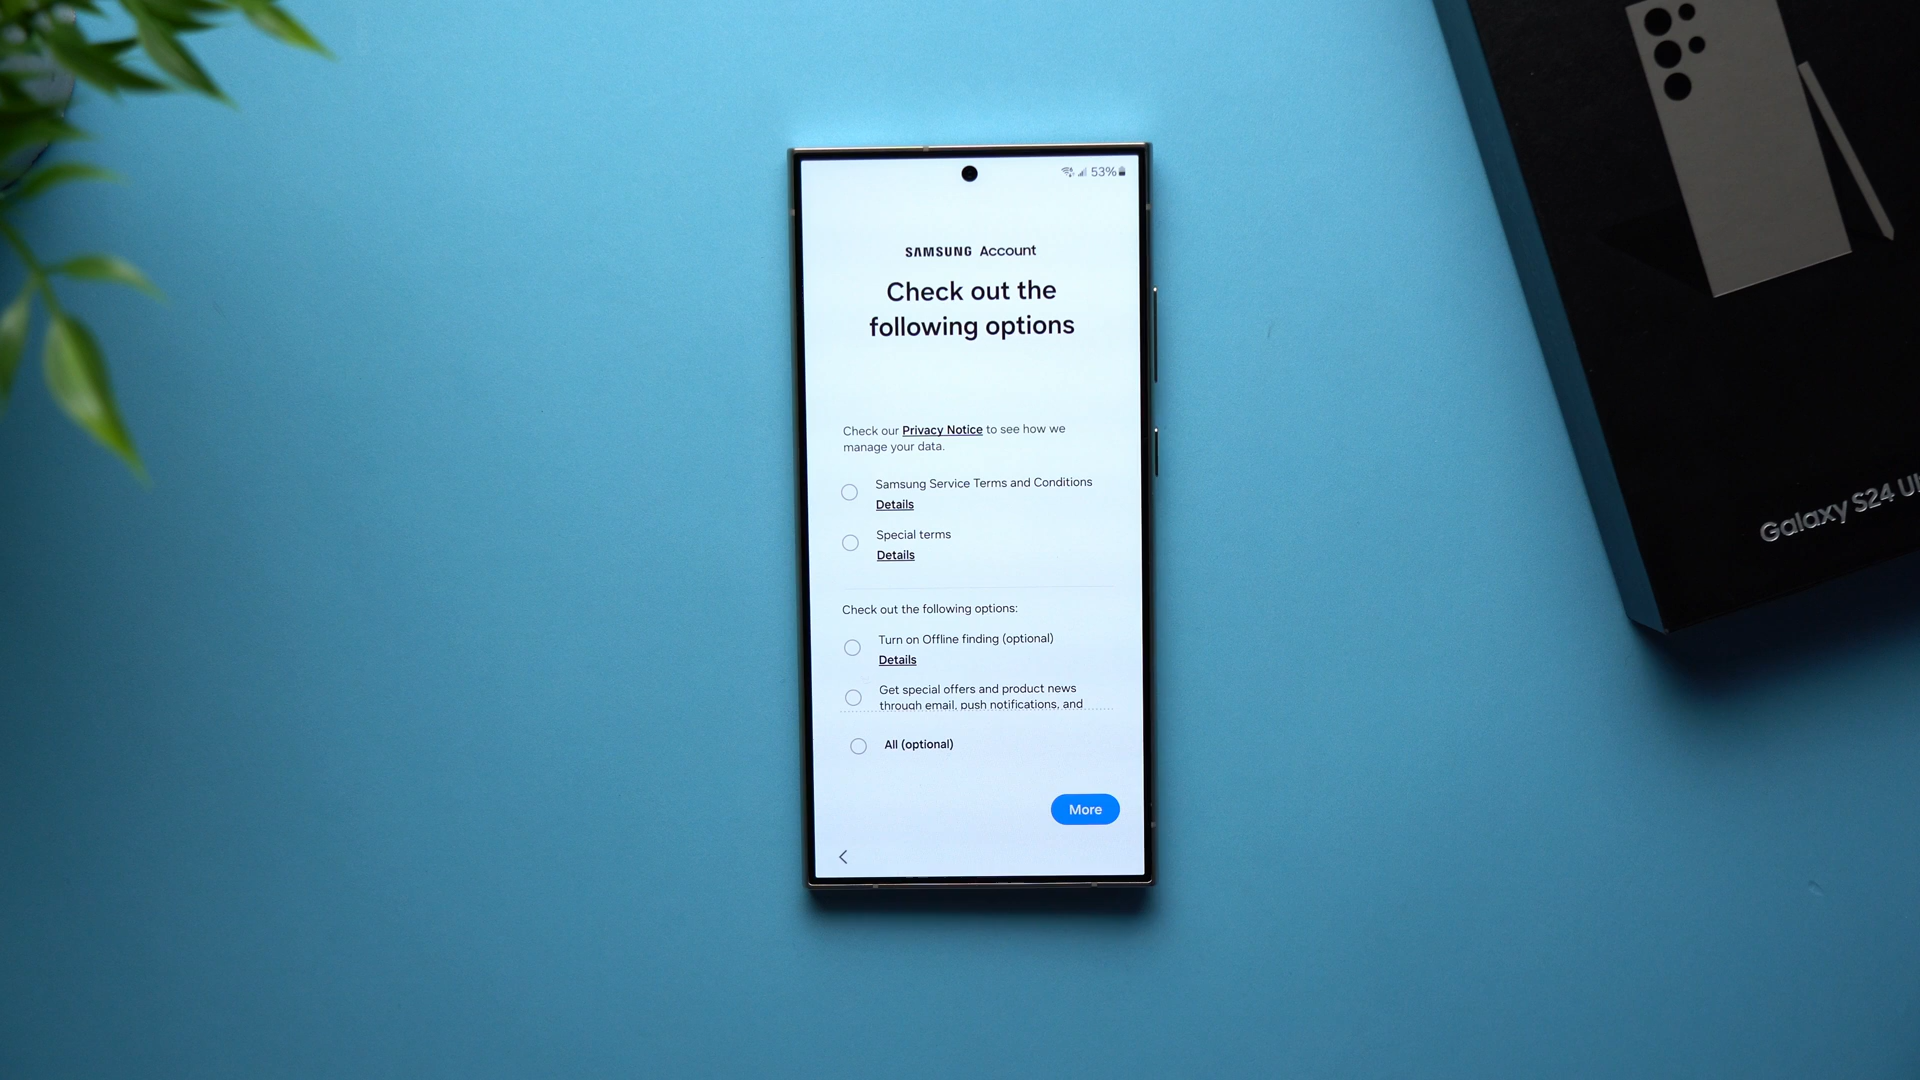 53%
SAMSUNG Account
Check out the
following options
Check our Privacy Notice to see how we
manage your data.
Samsung Service Terms and Conditions
Details
Special terms
Details
Check out the following options:
Turn on Offline finding (optional)
Details
Get special offers and product news
through email, push notifications, and
All (optional)
More
Galaxy S24 Ul